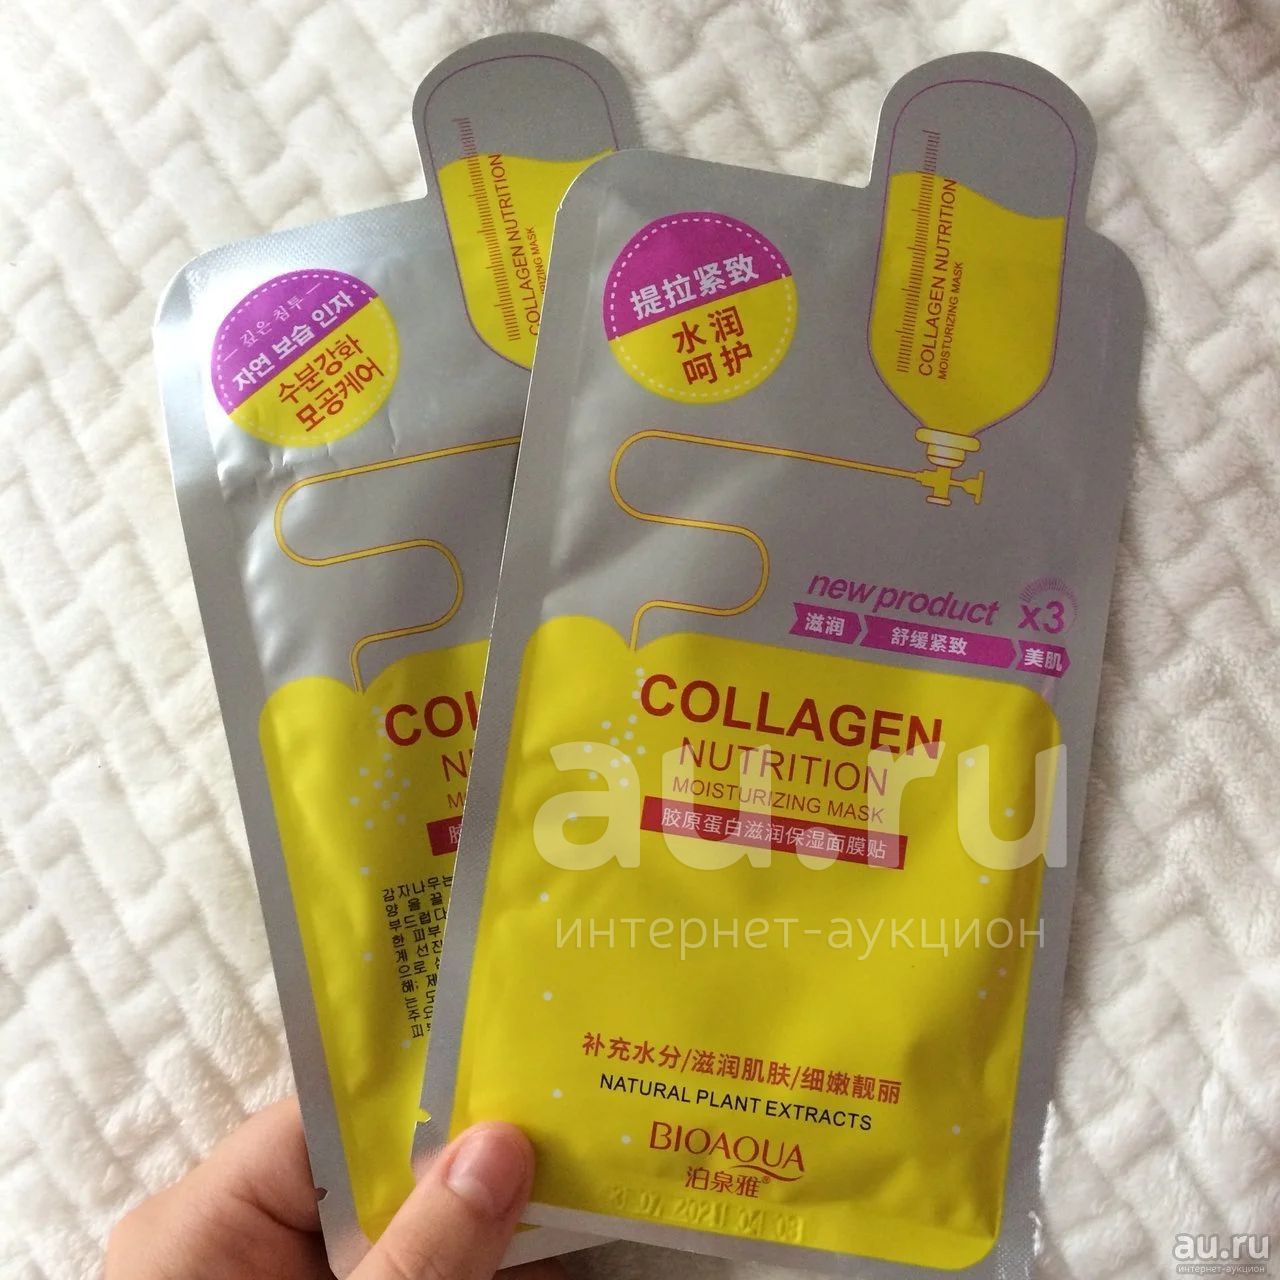 깊은 침투
자연 보습 인자
수분강화
모공케어
COLLAGEN NUTRITION
MOISTURIZING MASK
提拉紧致
水润
呵护
COLLAGEN NUTRITION
MOISTURIZING MASK
new product x3
滋润
舒缓紧致
美肌
COLLAGEN
NUTRITION
MOISTURIZING MASK
胶原蛋白滋润保湿面膜贴
补充水分/滋润肌肤/细嫩靓丽
NATURAL PLANT EXTRACTS
BIOAQUA
泊泉雅®
au.ru
интернет-аукцион
au.ru
интернет-аукцион